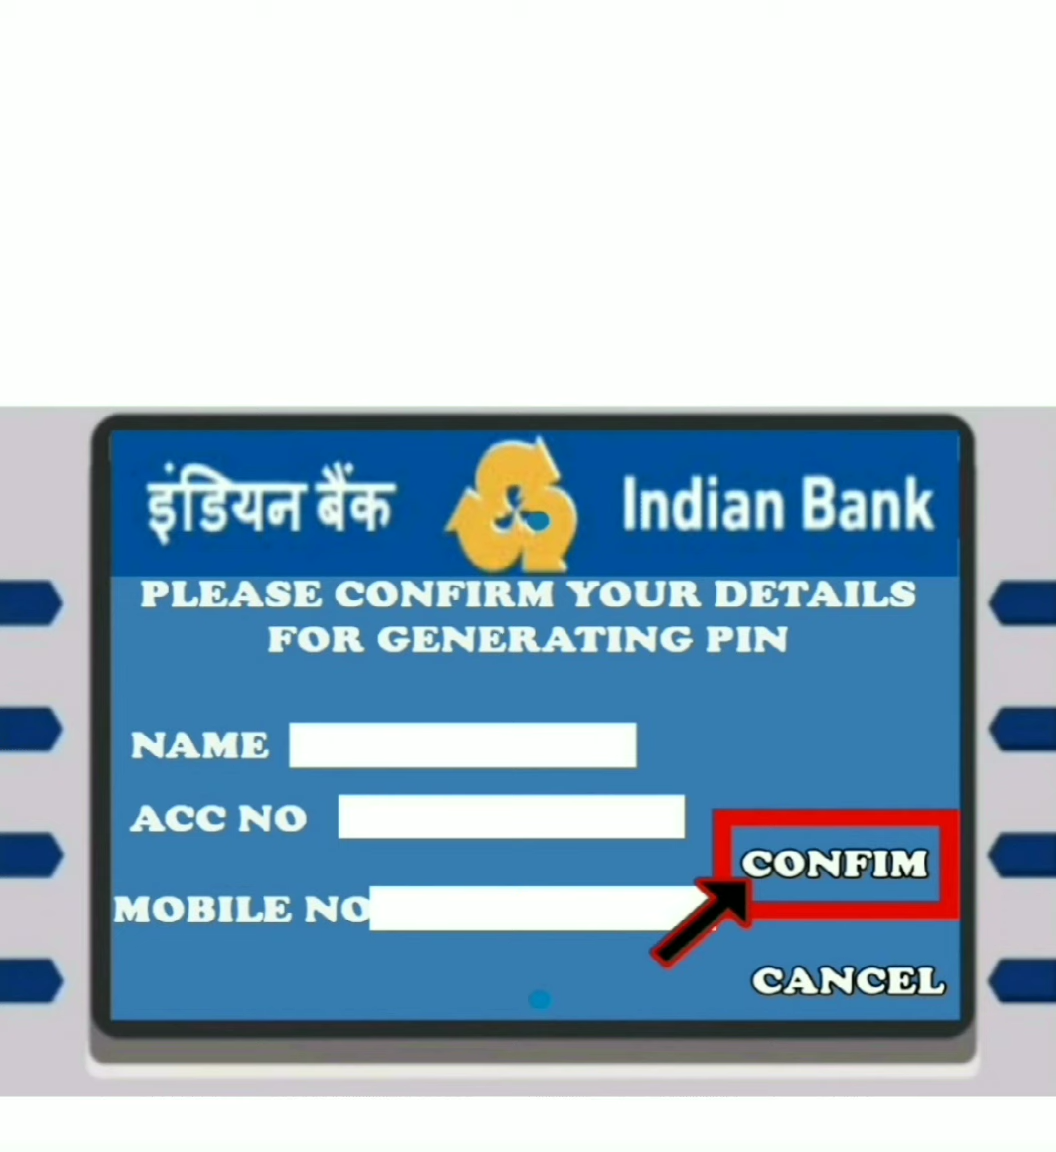 इंडियन बैंक Indian Bank
PLEASE CONFIRM YOUR DETAILS
FOR GENERATING PIN
NAME
ACC NO
CONFIM
MOBILE NO
CANCEL